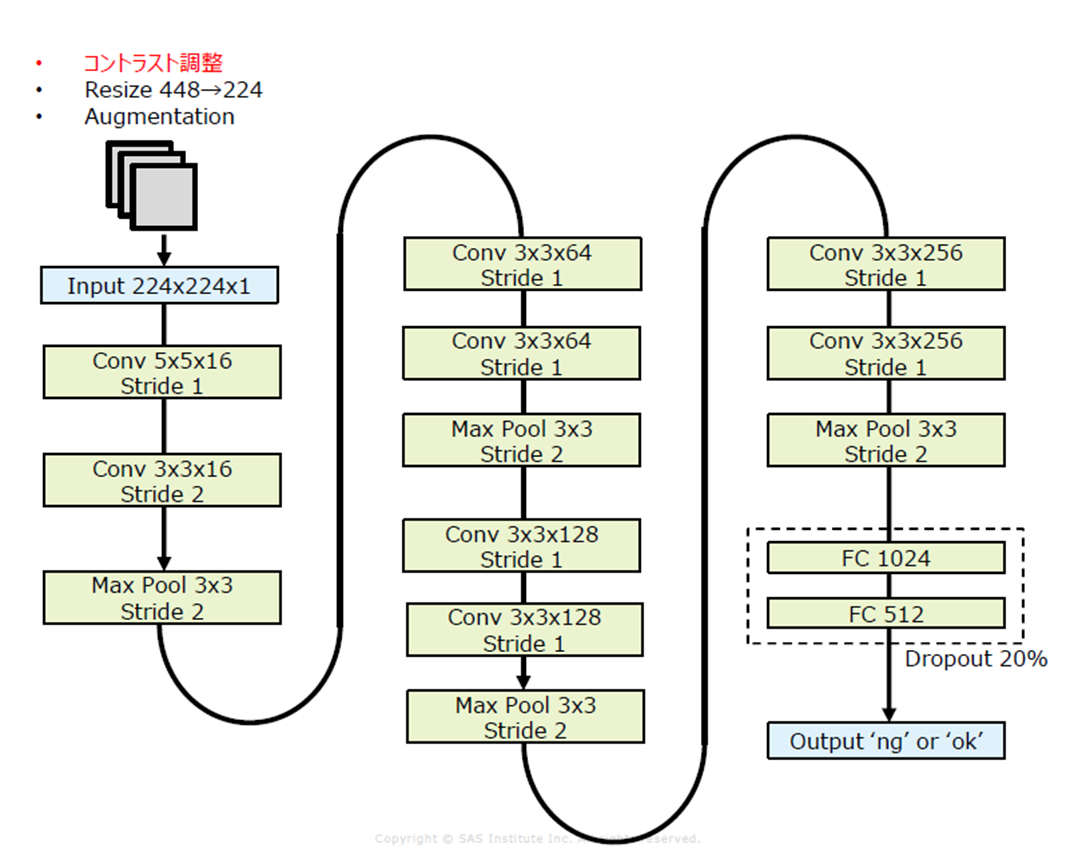 • コントラスト調整
• Resize 448→224
• Augmentation
Input 224x224x1
Conv 5x5x16
Stride 1
Conv 3x3x16
Stride 2
Max Pool 3x3
Stride 2
Conv 3x3x64
Stride 1
Conv 3x3x64
Stride 1
Max Pool 3x3
Stride 2
Conv 3x3x128
Stride 1
Conv 3x3x128
Stride 1
Max Pool 3x3
Stride 2
Conv 3x3x256
Stride 1
Conv 3x3x256
Stride 1
Max Pool 3x3
Stride 2
FC 1024
FC 512
Dropout 20%
Output ‘ng’ or ‘ok’
Copyright © SAS Institute Inc. reserved.